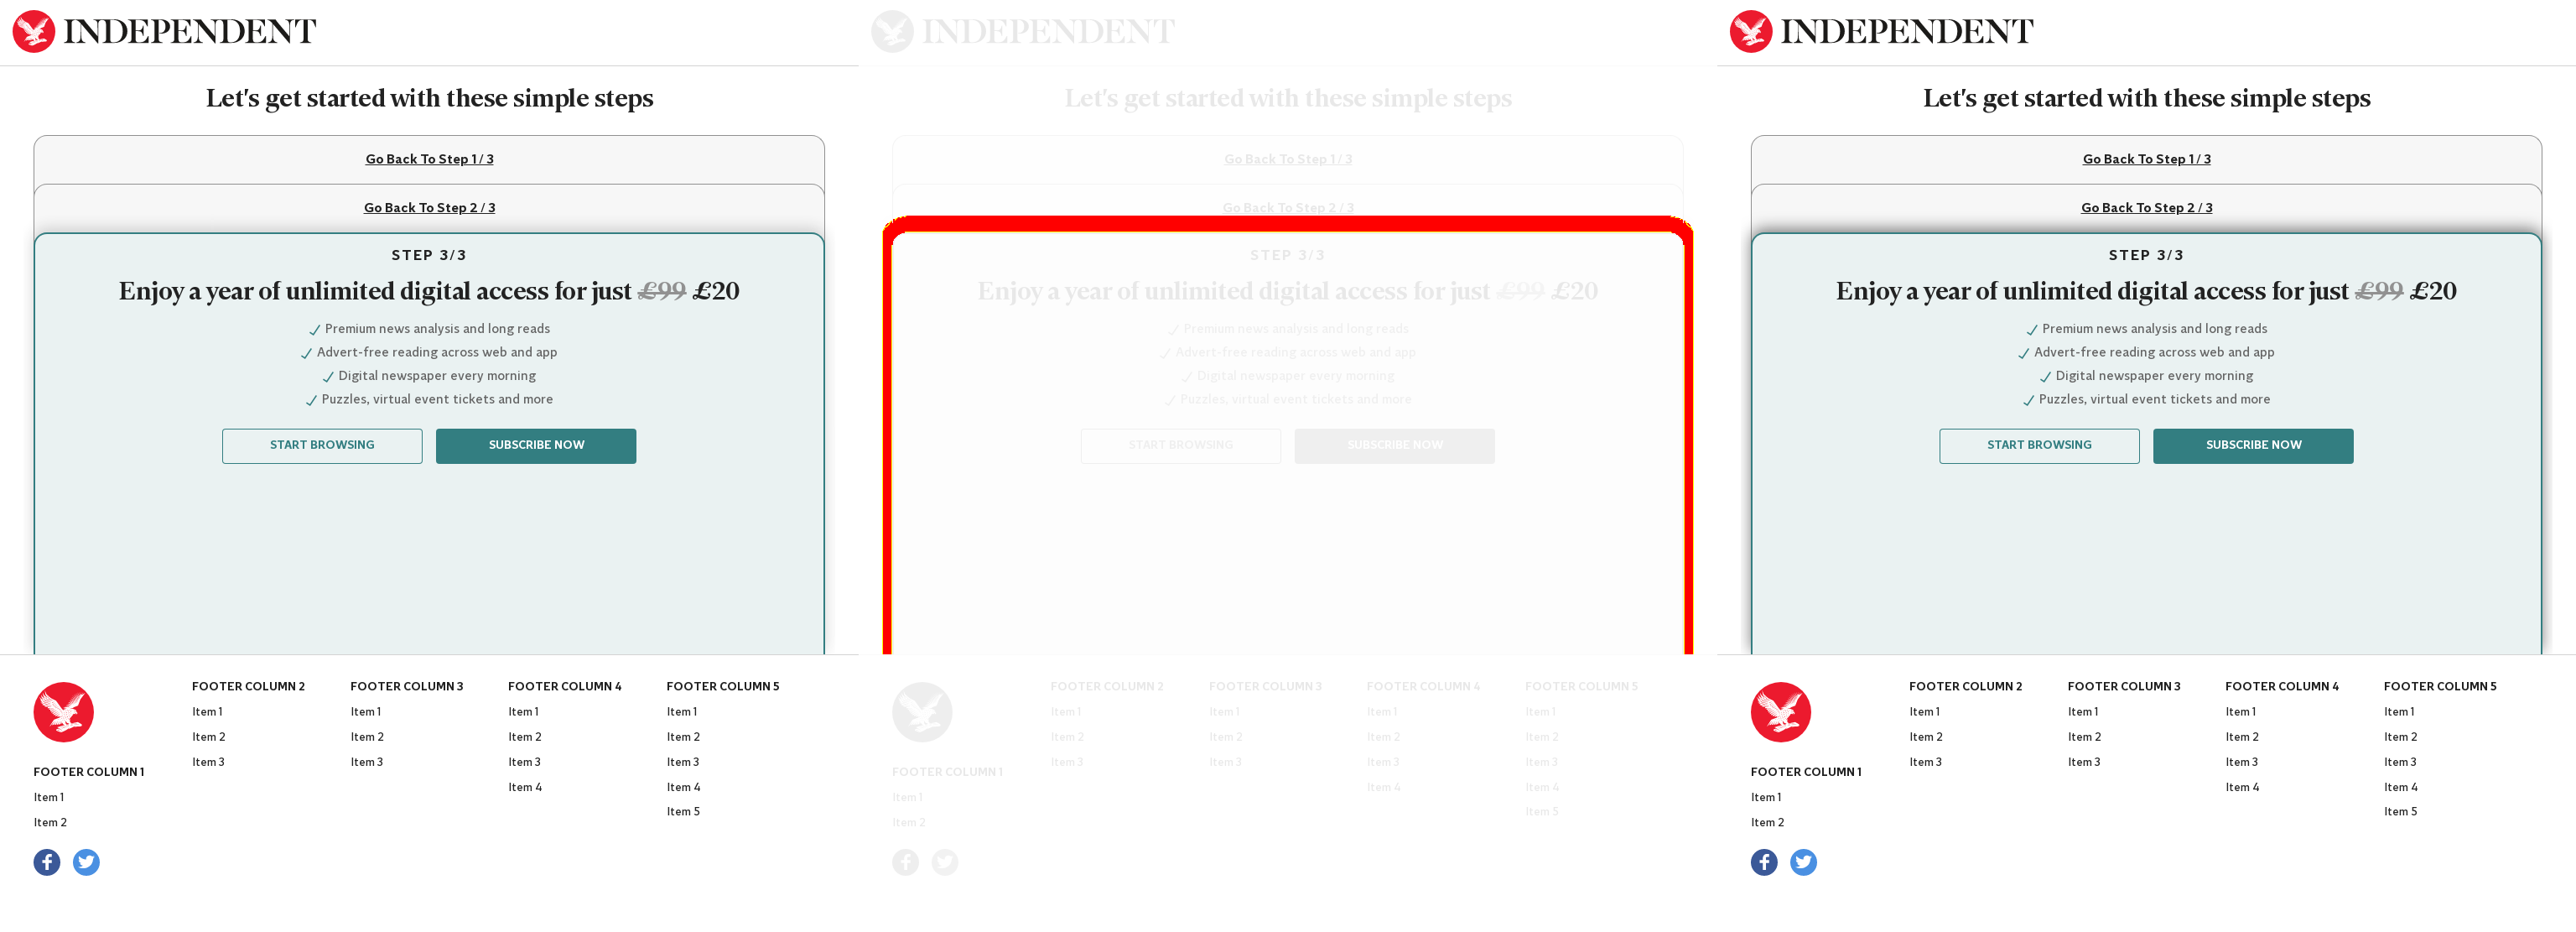 INDEPENDENT
Let's get started with these simple steps
Go Back To Step 1 / 3
Go Back To Step 2 / 3
STEP 3/3
Enjoy a year of unlimited digital access for just £99 £20
Premium news analysis and long reads
Advert-free reading across web and app
Digital newspaper every morning
Puzzles, virtual event tickets and more
START BROWSING
SUBSCRIBE NOW
FOOTER COLUMN 1
Item 1
Item 2
FOOTER COLUMN 2
Item 1
Item 2
Item 3
FOOTER COLUMN 3
Item 1
Item 2
Item 3
FOOTER COLUMN 4
Item 1
Item 2
Item 3
Item 4
FOOTER COLUMN 5
Item 1
Item 2
Item 3
Item 4
Item 5
INDEPENDENT
Let's get started with these simple steps
Go Back To Step 1 / 3
Go Back To Step 2 / 3
STEP 3/3
Enjoy a year of unlimited digital access for just £99 £20
Premium news analysis and long reads
Advert-free reading across web and app
Digital newspaper every morning
Puzzles, virtual event tickets and more
START BROWSING
SUBSCRIBE NOW
FOOTER COLUMN 1
Item 1
Item 2
FOOTER COLUMN 2
Item 1
Item 2
Item 3
FOOTER COLUMN 3
Item 1
Item 2
Item 3
FOOTER COLUMN 4
Item 1
Item 2
Item 3
Item 4
FOOTER COLUMN 5
Item 1
Item 2
Item 3
Item 4
Item 5
INDEPENDENT
Let's get started with these simple steps
Go Back To Step 1 / 3
Go Back To Step 2 / 3
STEP 3/3
Enjoy a year of unlimited digital access for just £99 £20
Premium news analysis and long reads
Advert-free reading across web and app
Digital newspaper every morning
Puzzles, virtual event tickets and more
START BROWSING
SUBSCRIBE NOW
FOOTER COLUMN 1
Item 1
Item 2
FOOTER COLUMN 2
Item 1
Item 2
Item 3
FOOTER COLUMN 3
Item 1
Item 2
Item 3
FOOTER COLUMN 4
Item 1
Item 2
Item 3
Item 4
FOOTER COLUMN 5
Item 1
Item 2
Item 3
Item 4
Item 5